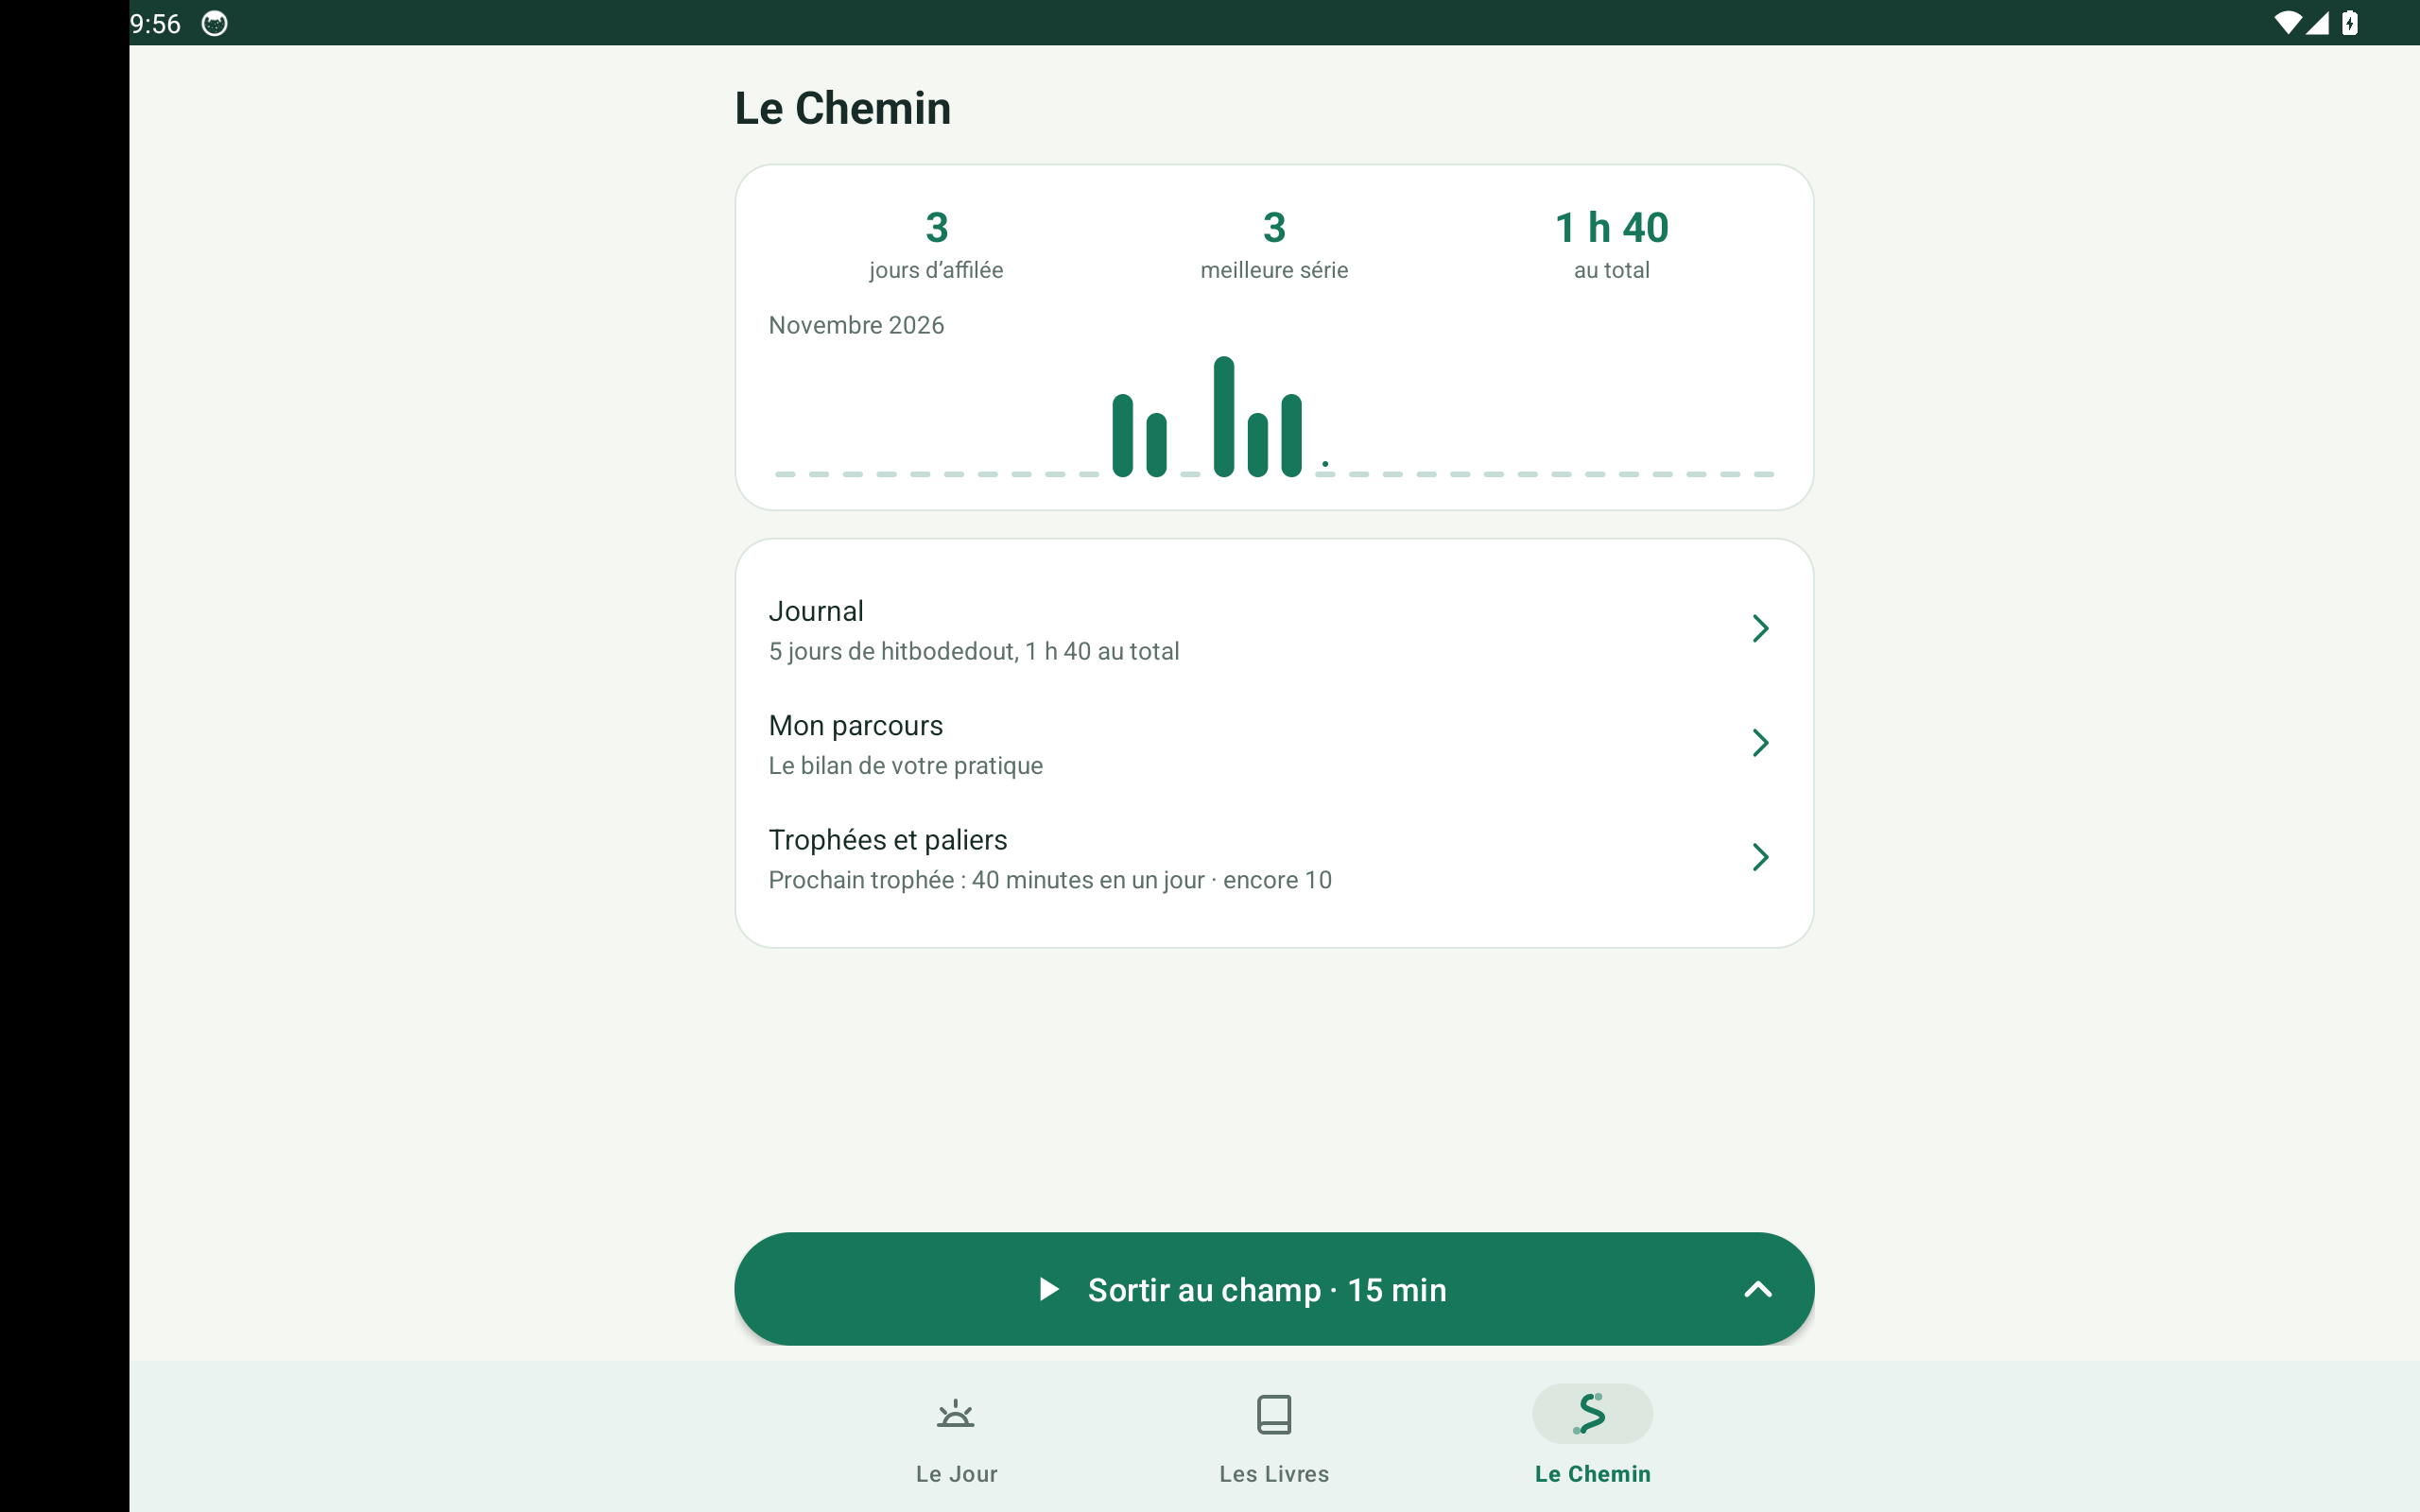 9:56
Le Chemin
3
jours d’affilée
3
meilleure série
1 h 40
au total
Novembre 2026
Journal
5 jours de hitbodedout, 1 h 40 au total
Mon parcours
Le bilan de votre pratique
Trophées et paliers
Prochain trophée : 40 minutes en un jour · encore 10
Sortir au champ · 15 min
Le Jour
Les Livres
Le Chemin